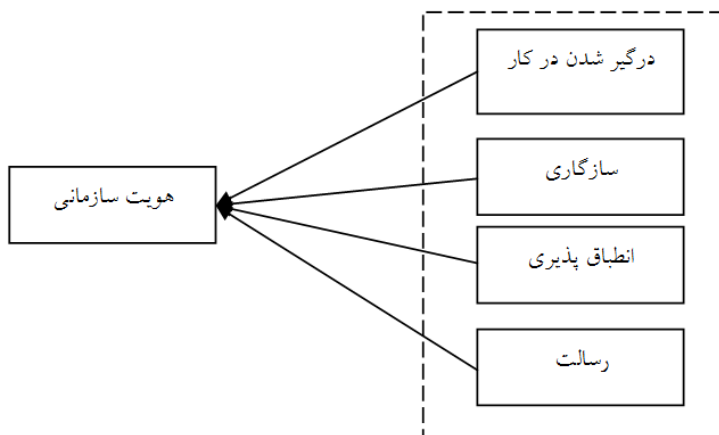 درگیر شدن در کار
سازگاری
هویت سازمانی
انطباق پذیری
رسالت